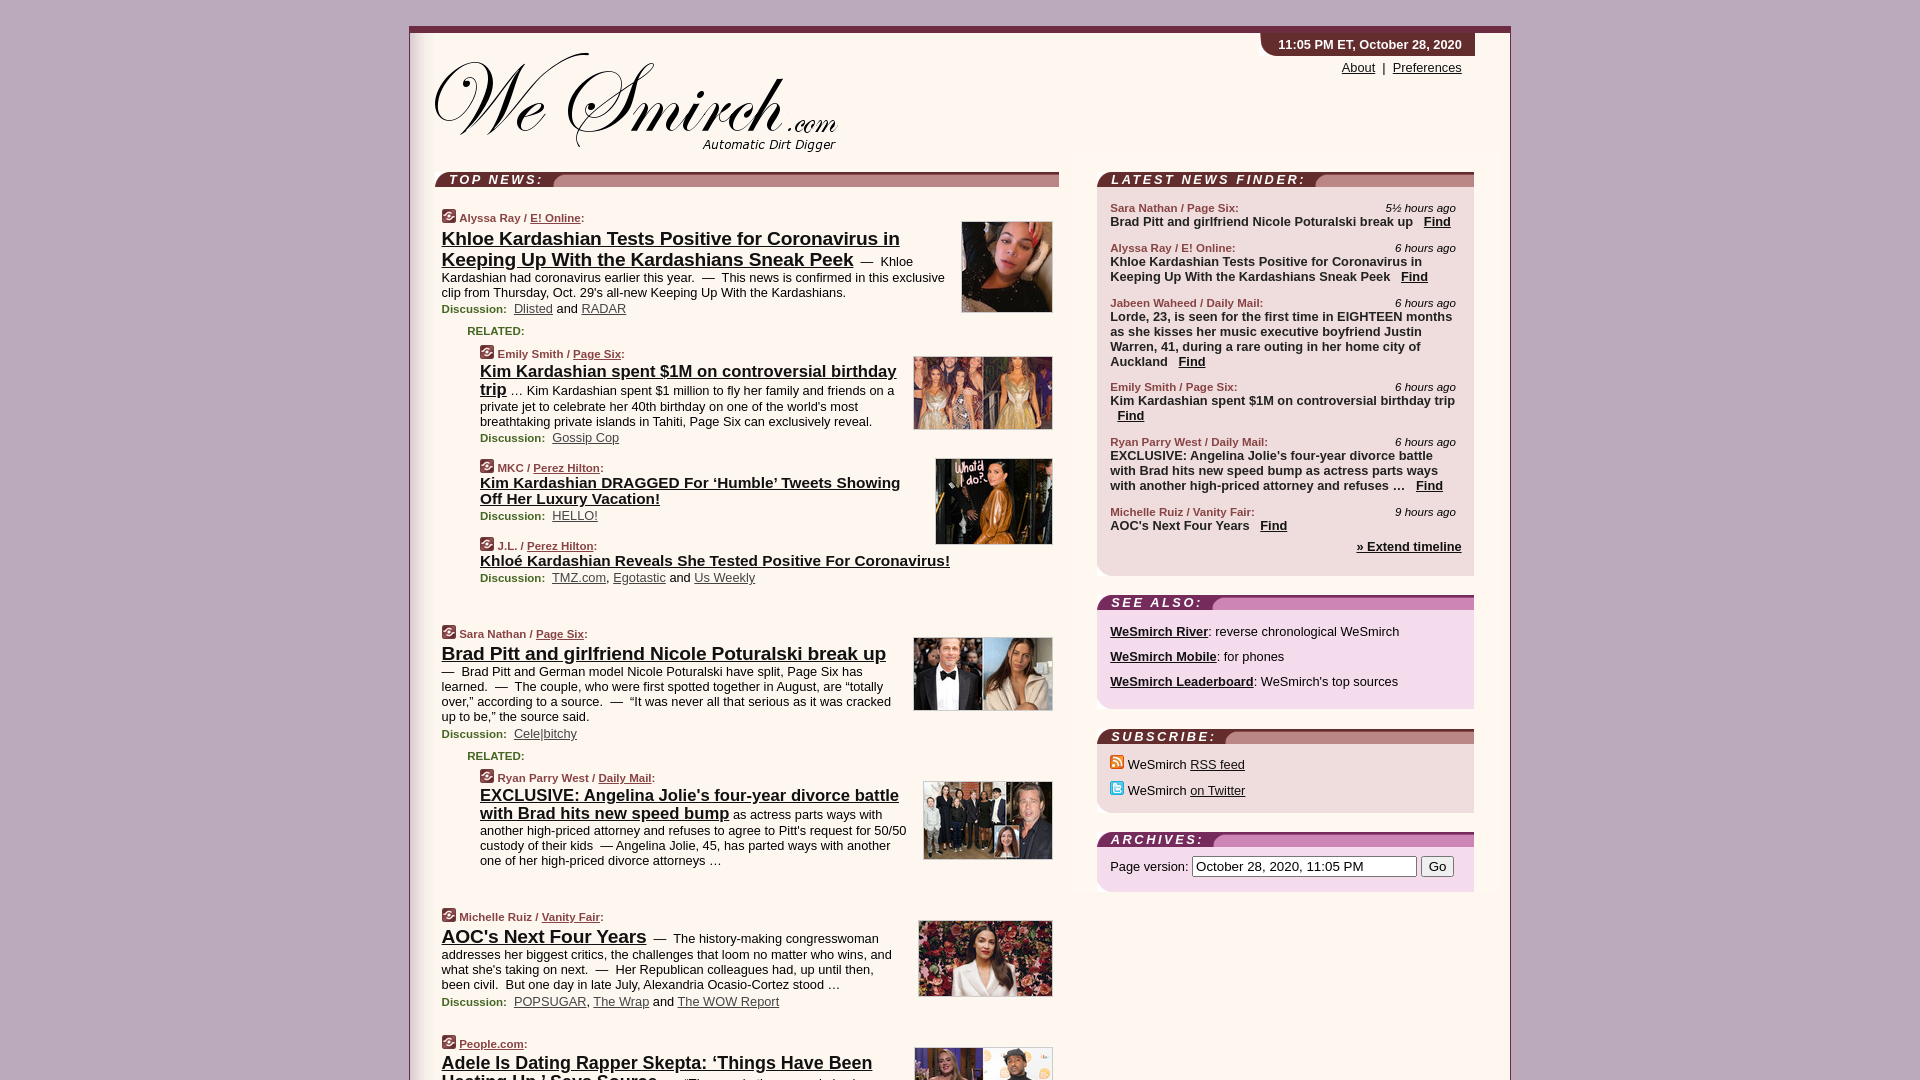 11:05 PM ET, October 28, 2020
About | Preferences
We Smirch .com
Automatic Dirt Digger
TOP NEWS:
Alyssa Ray / E! Online:
Khloe Kardashian Tests Positive for Coronavirus in
Keeping Up With the Kardashians Sneak Peek — Khloe
Kardashian had coronavirus earlier this year. — This news is confirmed in this exclusive
clip from Thursday, Oct. 29's all-new Keeping Up With the Kardashians.
Discussion: Dlisted and RADAR
RELATED:
Emily Smith / Page Six:
Kim Kardashian spent $1M on controversial birthday
trip … Kim Kardashian spent $1 million to fly her family and friends on a
private jet to celebrate her 40th birthday on one of the world's most
breathtaking private islands in Tahiti, Page Six can exclusively reveal.
Discussion: Gossip Cop
MKC / Perez Hilton:
Kim Kardashian DRAGGED For ‘Humble’ Tweets Showing
Off Her Luxury Vacation!
Discussion: HELLO!
What'd I do?
J.L. / Perez Hilton:
Khloé Kardashian Reveals She Tested Positive For Coronavirus!
Discussion: TMZ.com, Egotastic and Us Weekly
Sara Nathan / Page Six:
Brad Pitt and girlfriend Nicole Poturalski break up
— Brad Pitt and German model Nicole Poturalski have split, Page Six has
learned. — The couple, who were first spotted together in August, are “totally
over,” according to a source. — “It was never all that serious as it was cracked
up to be,” the source said.
Discussion: Cele|bitchy
RELATED:
Ryan Parry West / Daily Mail:
EXCLUSIVE: Angelina Jolie's four-year divorce battle
with Brad hits new speed bump as actress parts ways with
another high-priced attorney and refuses to agree to Pitt's request for 50/50
custody of their kids — Angelina Jolie, 45, has parted ways with another
one of her high-priced divorce attorneys …
Michelle Ruiz / Vanity Fair:
AOC's Next Four Years — The history-making congresswoman
addresses her biggest critics, the challenges that loom no matter who wins, and
what she's taking on next. — Her Republican colleagues had, up until then,
been civil. But one day in late July, Alexandria Ocasio-Cortez stood …
Discussion: POPSUGAR, The Wrap and The WOW Report
People.com:
Adele Is Dating Rapper Skepta: ‘Things Have Been
Heating Up,’ Says Source
LATEST NEWS FINDER:
Sara Nathan / Page Six: 5½ hours ago
Brad Pitt and girlfriend Nicole Poturalski break up Find
Alyssa Ray / E! Online: 6 hours ago
Khloe Kardashian Tests Positive for Coronavirus in
Keeping Up With the Kardashians Sneak Peek Find
Jabeen Waheed / Daily Mail: 6 hours ago
Lorde, 23, is seen for the first time in EIGHTEEN months
as she kisses her music executive boyfriend Justin
Warren, 41, during a rare outing in her home city of
Auckland Find
Emily Smith / Page Six: 6 hours ago
Kim Kardashian spent $1M on controversial birthday trip
Find
Ryan Parry West / Daily Mail: 6 hours ago
EXCLUSIVE: Angelina Jolie's four-year divorce battle
with Brad hits new speed bump as actress parts ways
with another high-priced attorney and refuses … Find
Michelle Ruiz / Vanity Fair: 9 hours ago
AOC's Next Four Years Find
» Extend timeline
SEE ALSO:
WeSmirch River: reverse chronological WeSmirch
WeSmirch Mobile: for phones
WeSmirch Leaderboard: WeSmirch's top sources
SUBSCRIBE:
WeSmirch RSS feed
WeSmirch on Twitter
ARCHIVES:
Page version: October 28, 2020, 11:05 PM Go